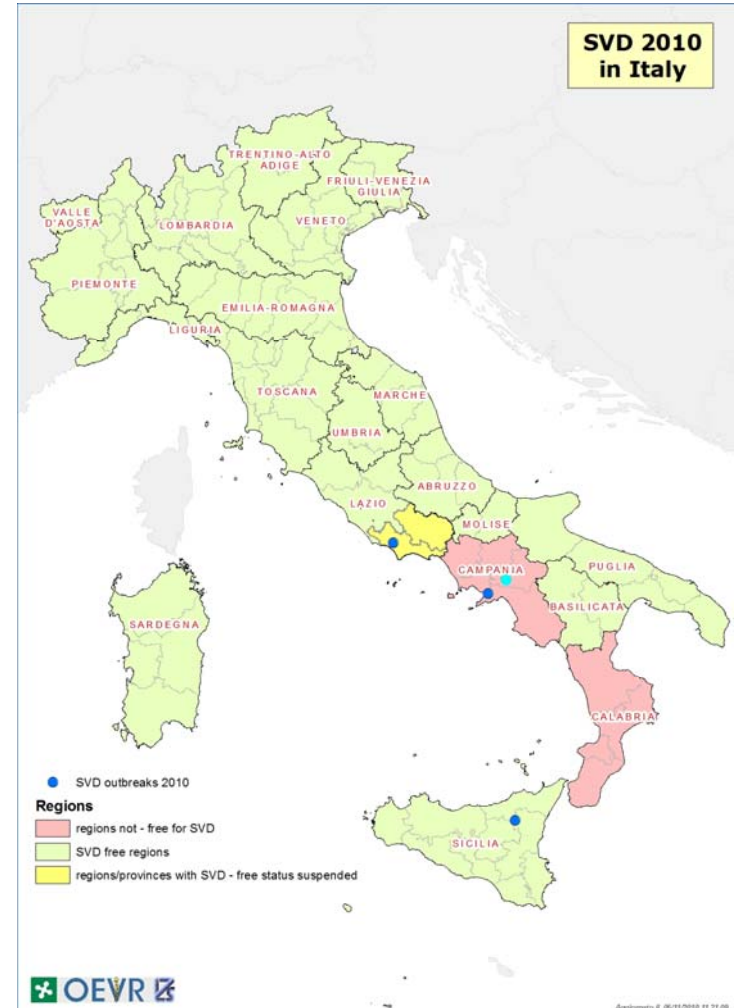 SVD 2010
in Italy
TRENTINO-ALTO
ADIGE
FRIULI-VENEZIA
GIULIA
VALLE
D'AOSTA
LOMBARDIA
VENETO
PIEMONTE
EMILIA-ROMAGNA
LIGURIA
TOSCANA
MARCHE
UMBRIA
ABRUZZO
LAZIO
MOLISE
CAMPANIA
PUGLIA
BASILICATA
SARDEGNA
CALABRIA
SICILIA
SVD outbreaks 2010
Regions
regions not - free for SVD
SVD free regions
regions/provinces with SVD - free status suspended
OEVR